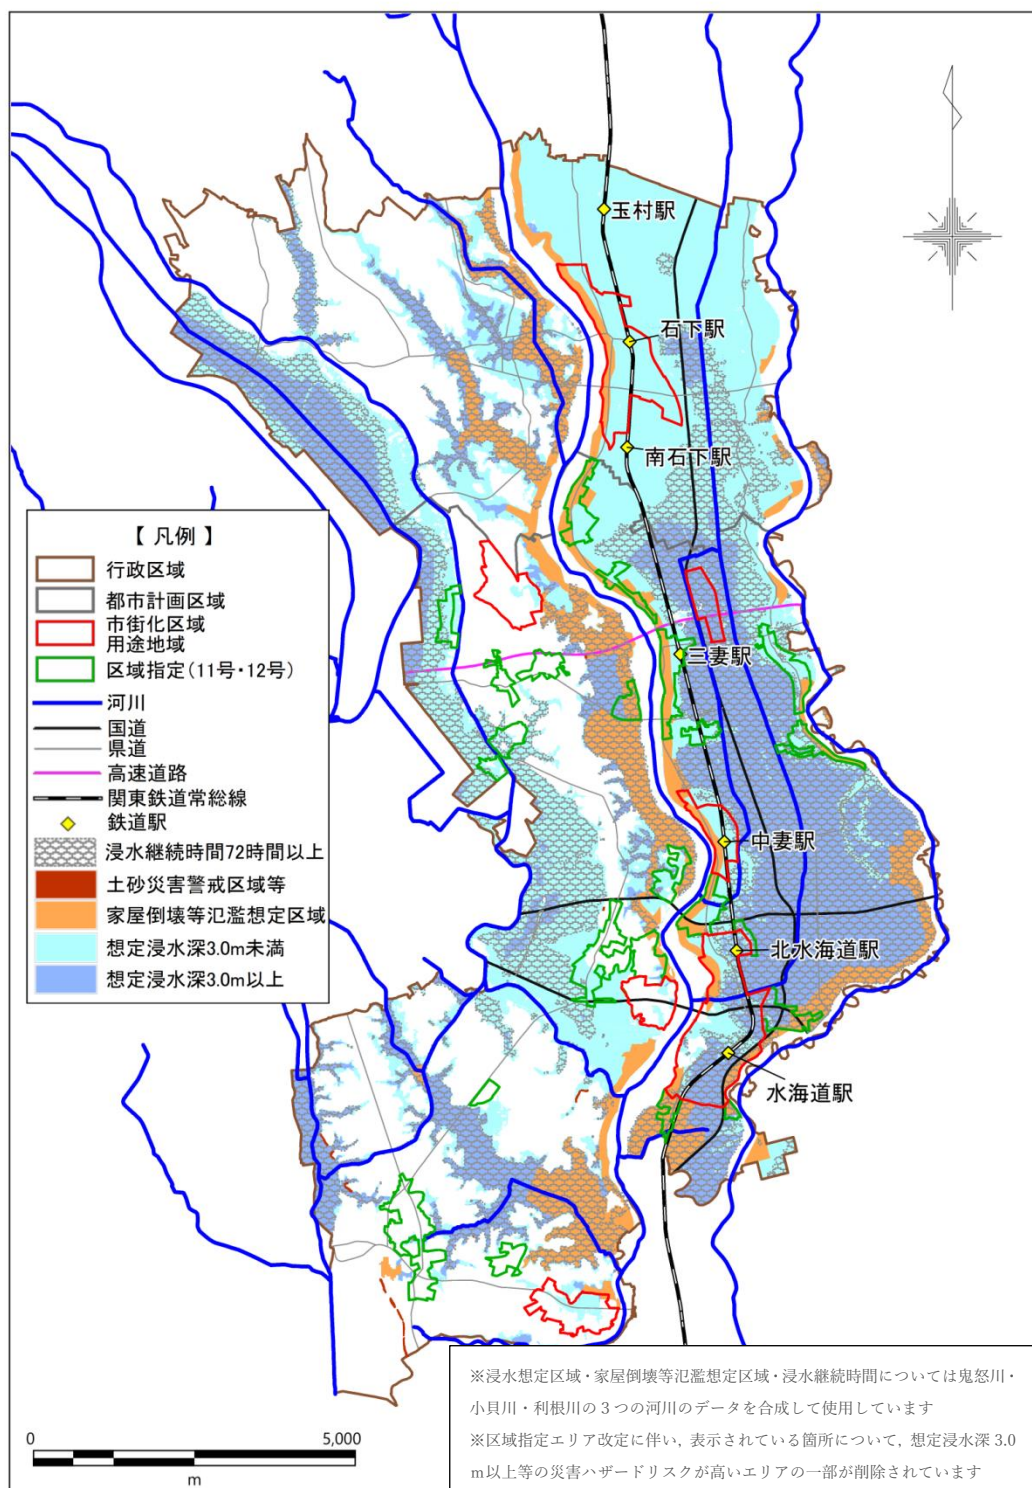 玉村駅
石下駅
南石下駅
【 凡例 】
行政区域
都市計画区域
市街化区域
用途地域
区域指定(11号・12号)
河川
国道
県道
高速道路
関東鉄道常総線
鉄道駅
浸水継続時間72時間以上
土砂災害警戒区域等
家屋倒壊等氾濫想定区域
想定浸水深3.0m未満
想定浸水深3.0m以上
三妻駅
中妻駅
北水海道駅
水海道駅
0 5,000
m
※浸水想定区域・家屋倒壊等氾濫想定区域・浸水継続時間については鬼怒川・
小貝川・利根川の3つの河川のデータを合成して使用しています
※区域指定エリア改定に伴い, 表示されている箇所について, 想定浸水深 3.0
m以上等の災害ハザードリスクが高いエリアの一部が削除されています